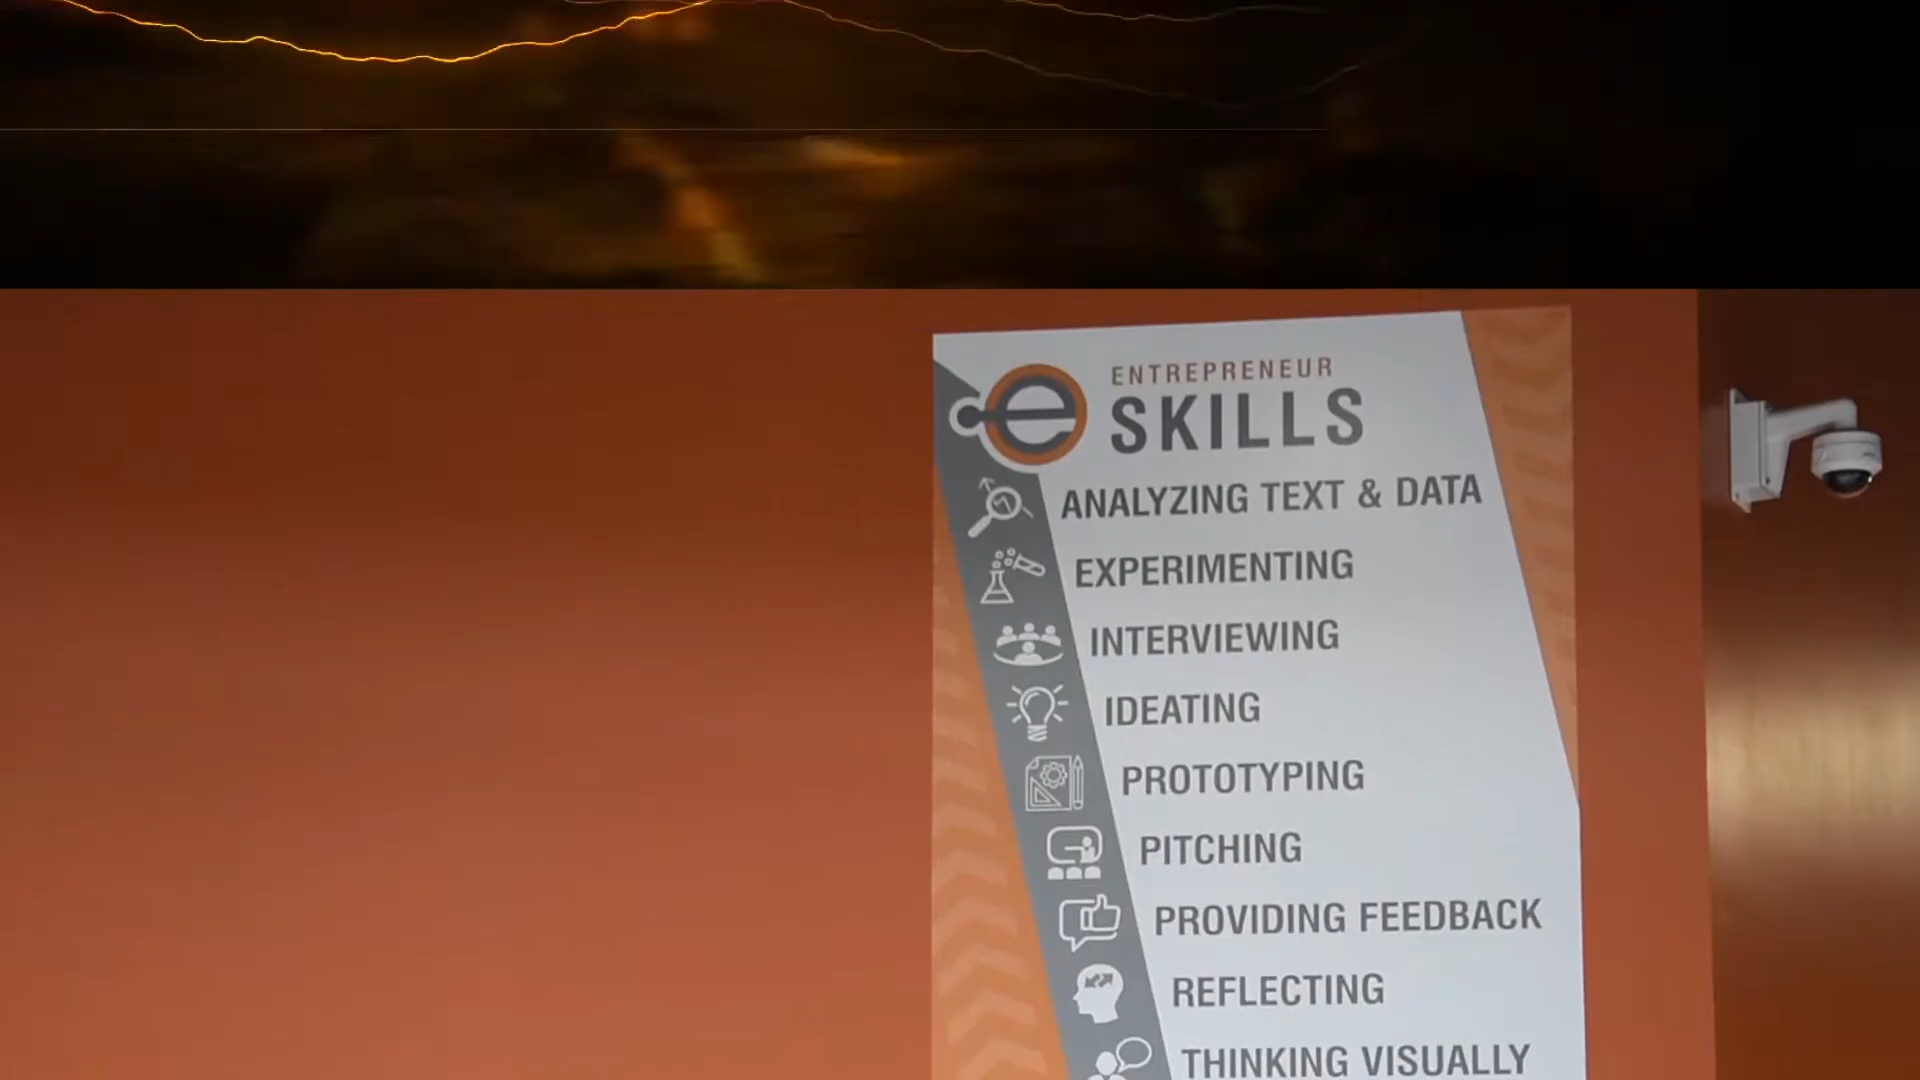 ENTREPRENEUR
SKILLS
ANALYZING TEXT & DATA
EXPERIMENTING
INTERVIEWING
IDEATING
PROTOTYPING
PITCHING
PROVIDING FEEDBACK
REFLECTING
THINKING VISUALLY